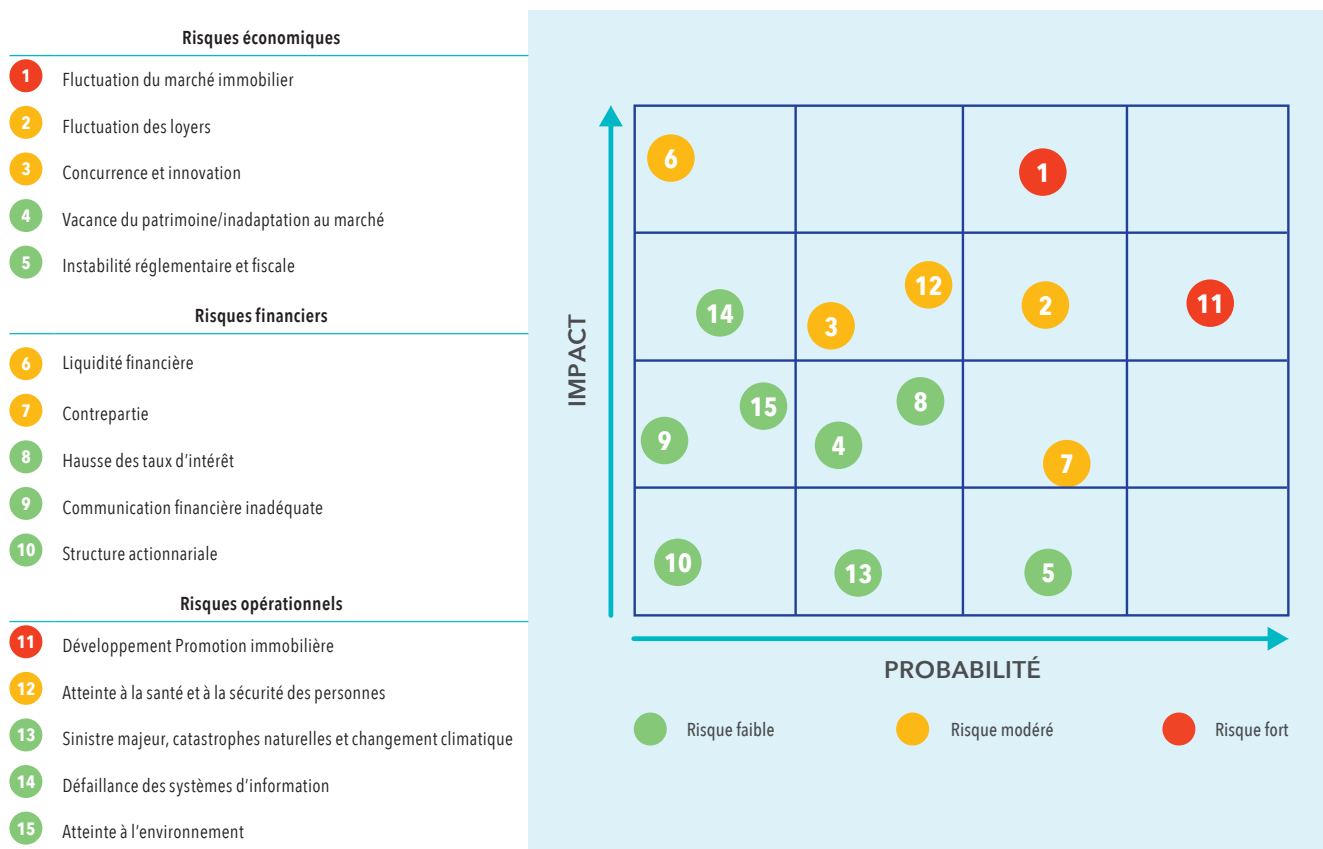 Risques économiques
1 Fluctuation du marché immobilier
2 Fluctuation des loyers
3 Concurrence et innovation
4 Vacance du patrimoine/inadaptation au marché
5 Instabilité réglementaire et fiscale
Risques financiers
6 Liquidité financière
7 Contrepartie
8 Hausse des taux d’intérêt
9 Communication financière inadéquate
10 Structure actionnariale
Risques opérationnels
11 Développement Promotion immobilière
12 Atteinte à la santé et à la sécurité des personnes
13 Sinistre majeur, catastrophes naturelles et changement climatique
14 Défaillance des systèmes d’information
15 Atteinte à l’environnement
IMPACT
6 1
14 3 12 2 11
9 15 4 8 7
10 13 5
PROBABILITÉ
Risque faible Risque modéré Risque fort